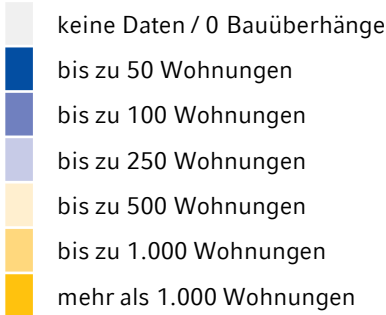 keine Daten / 0 Bauüberhänge
bis zu 50 Wohnungen
bis zu 100 Wohnungen
bis zu 250 Wohnungen
bis zu 500 Wohnungen
bis zu 1.000 Wohnungen
mehr als 1.000 Wohnungen